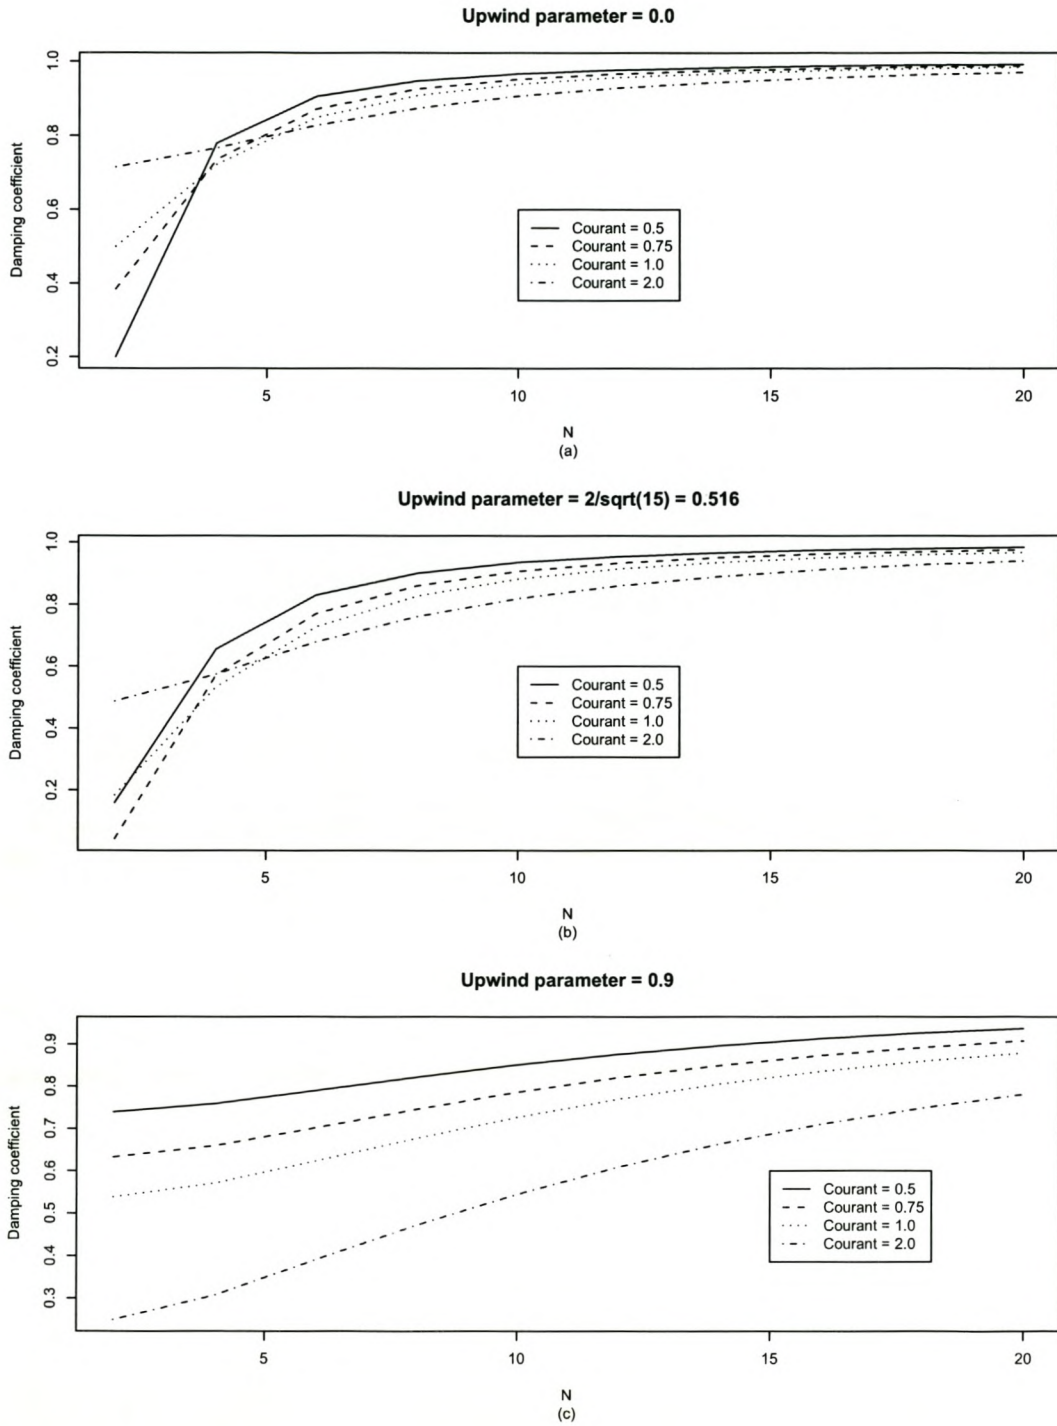 Upwind parameter = 0.0
Damping coefficient
1.0
0.8
0.6
0.4
0.2
Courant = 0.5
Courant = 0.75
Courant = 1.0
Courant = 2.0
5
10
15
20
N
(a)
Upwind parameter = 2/sqrt(15) = 0.516
Damping coefficient
1.0
0.8
0.6
0.4
0.2
Courant = 0.5
Courant = 0.75
Courant = 1.0
Courant = 2.0
5
10
15
20
N
(b)
Upwind parameter = 0.9
Damping coefficient
0.9
0.8
0.7
0.6
0.5
0.4
0.3
Courant = 0.5
Courant = 0.75
Courant = 1.0
Courant = 2.0
5
10
15
20
N
(c)